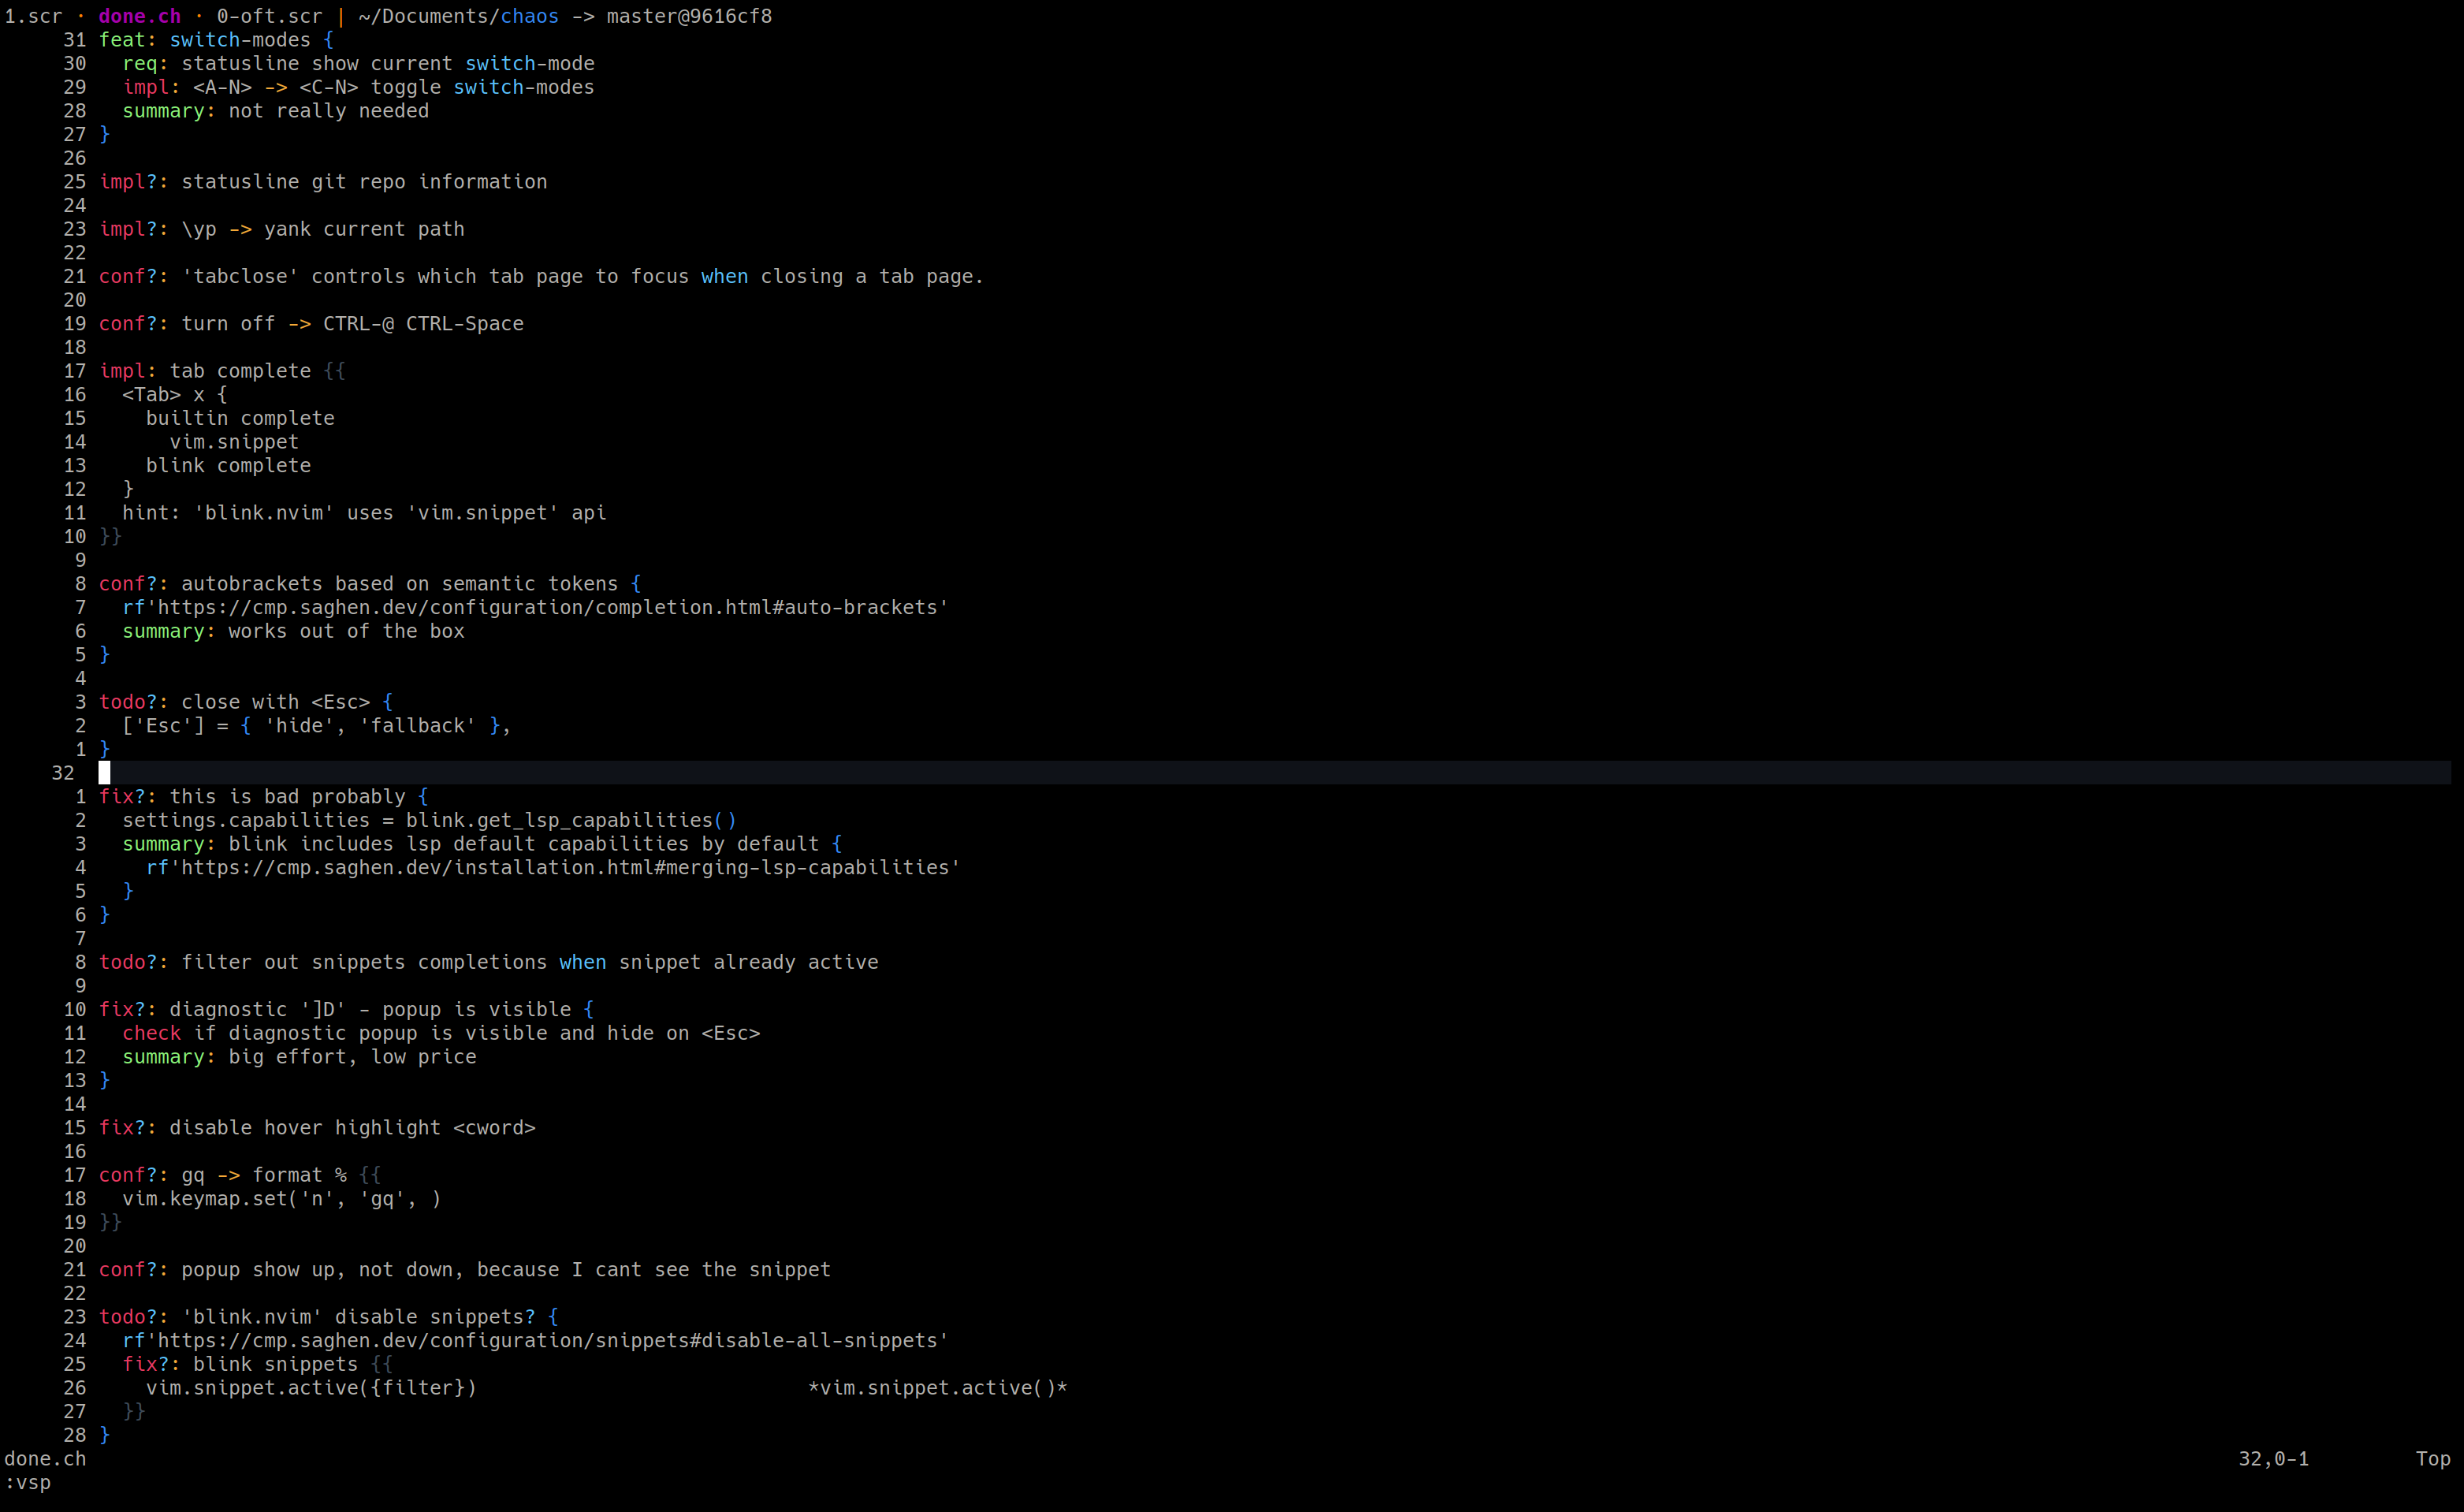 1.scr · done.ch · 0-oft.scr | ~/Documents/chaos -> master@9616cf8
31 feat: switch-modes {
30   req: statusline show current switch-mode
29   impl: <A-N> -> <C-N> toggle switch-modes
28   summary: not really needed
27 }
26
25 impl?: statusline git repo information
24
23 impl?: \yp -> yank current path
22
21 conf?: 'tabclose' controls which tab page to focus when closing a tab page.
20
19 conf?: turn off -> CTRL-@ CTRL-Space
18
17 impl: tab complete {{
16   <Tab> x {
15     builtin complete
14       vim.snippet
13     blink complete
12   }
11   hint: 'blink.nvim' uses 'vim.snippet' api
10 }}
9
8 conf?: autobrackets based on semantic tokens {
7   rf'https://cmp.saghen.dev/configuration/completion.html#auto-brackets'
6   summary: works out of the box
5 }
4
3 todo?: close with <Esc> {
2   ['Esc'] = { 'hide', 'fallback' },
1 }
32
1 fix?: this is bad probably {
2   settings.capabilities = blink.get_lsp_capabilities()
3   summary: blink includes lsp default capabilities by default {
4     rf'https://cmp.saghen.dev/installation.html#merging-lsp-capabilities'
5   }
6 }
7
8 todo?: filter out snippets completions when snippet already active
9
10 fix?: diagnostic ']D' - popup is visible {
11   check if diagnostic popup is visible and hide on <Esc>
12   summary: big effort, low price
13 }
14
15 fix?: disable hover highlight <cword>
16
17 conf?: gq -> format % {{
18   vim.keymap.set('n', 'gq', )
19 }}
20
21 conf?: popup show up, not down, because I cant see the snippet
22
23 todo?: 'blink.nvim' disable snippets? {
24   rf'https://cmp.saghen.dev/configuration/snippets#disable-all-snippets'
25   fix?: blink snippets {{
26     vim.snippet.active({filter})                            *vim.snippet.active()*
27   }}
28 }
done.ch 32,0-1 Top
:vsp